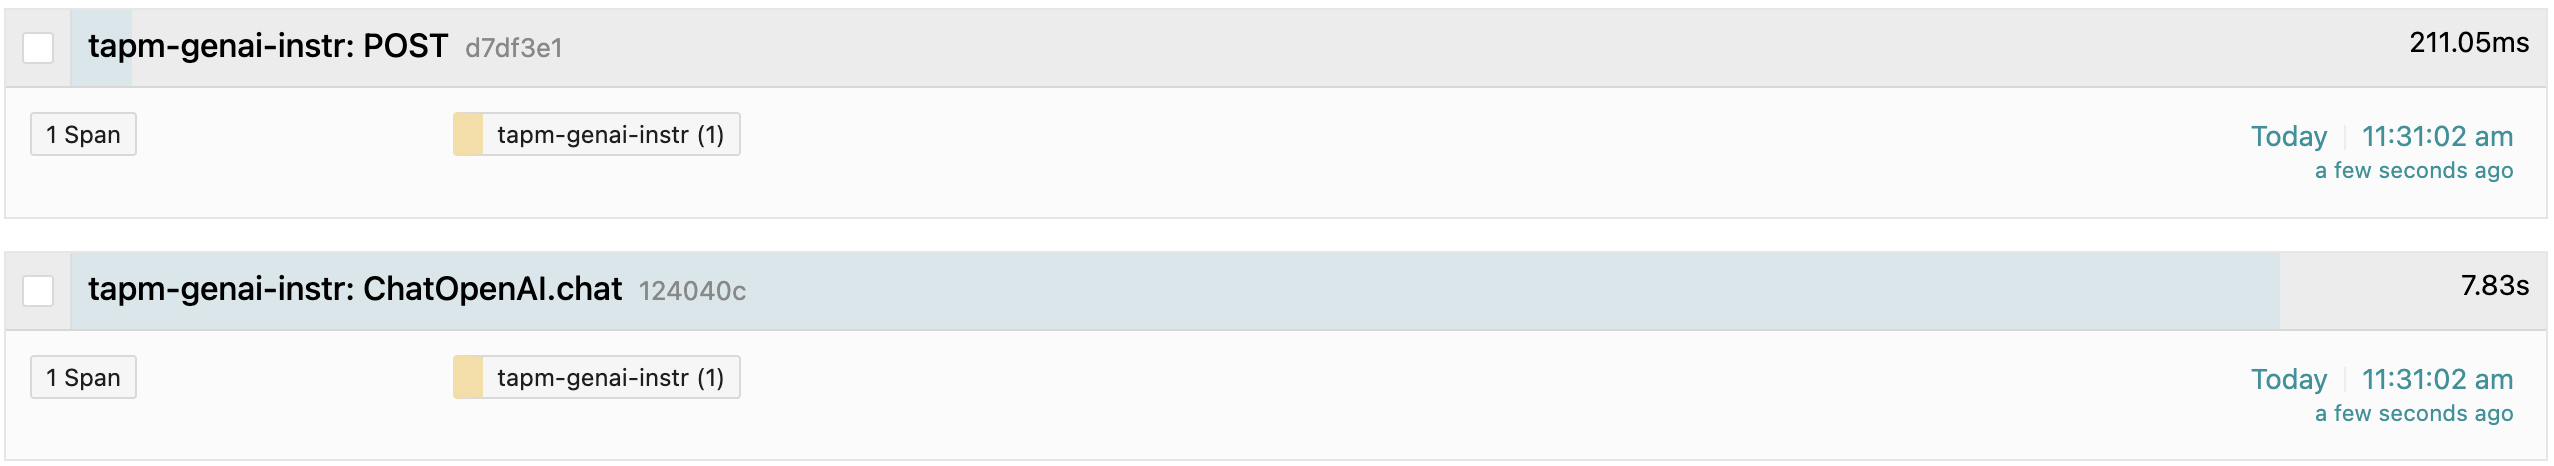 tapm-genai-instr: POST d7df3e1 211.05ms
1 Span tapm-genai-instr (1) Today 11:31:02 am
a few seconds ago
tapm-genai-instr: ChatOpenAI.chat 124040c 7.83s
1 Span tapm-genai-instr (1) Today 11:31:02 am
a few seconds ago